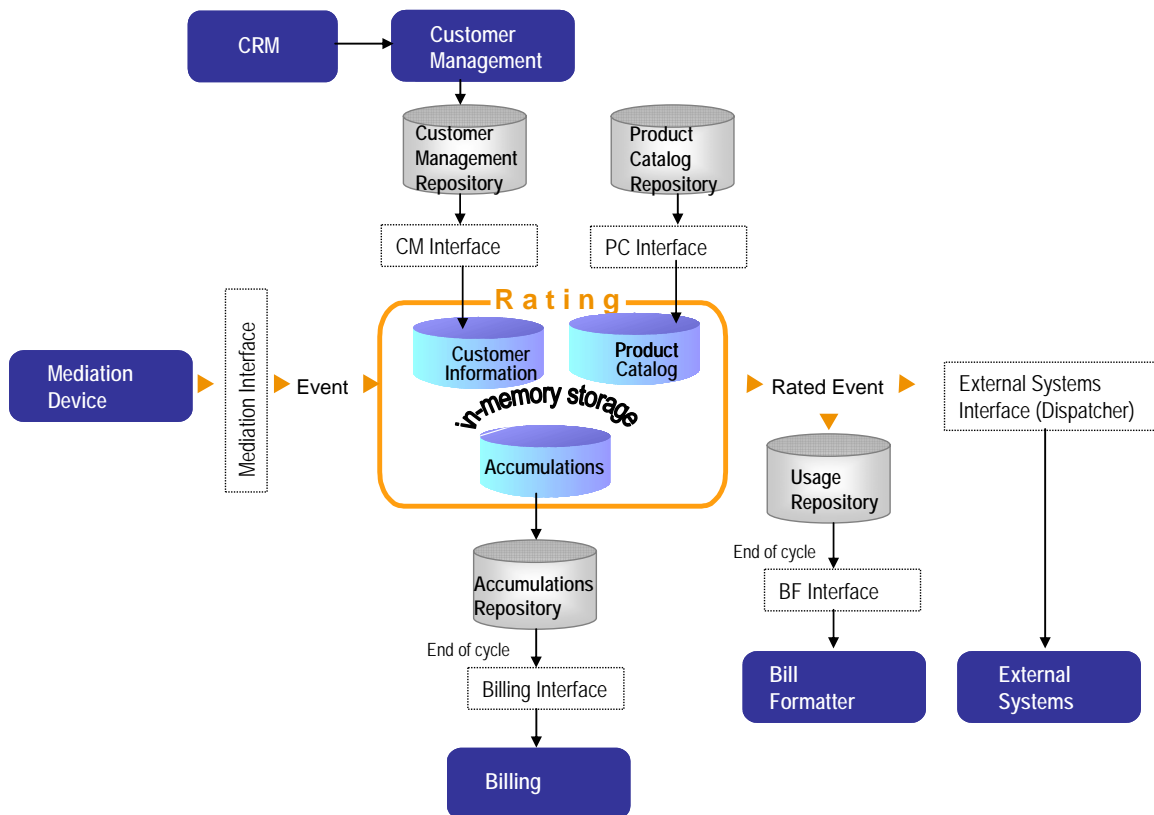 CRM
Customer
Management
Customer
Management
Repository
Product
Catalog
Repository
CM Interface
PC Interface
Rating
Mediation
Device
Mediation Interface
Event
Customer
Information
Product
Catalog
in-memory storage
Accumulations
Rated Event
External Systems
Interface (Dispatcher)
Usage
Repository
End of cycle
BF Interface
Accumulations
Repository
End of cycle
Billing Interface
Bill
Formatter
External
Systems
Billing